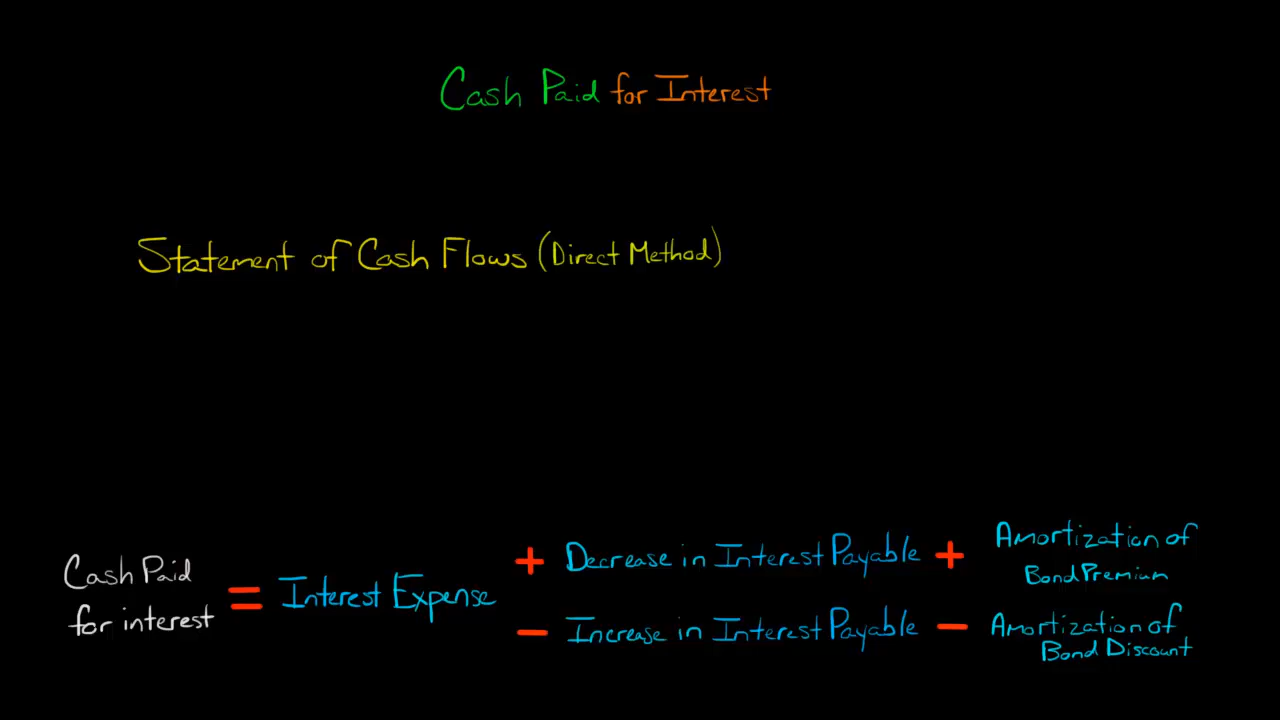 Cash Paid for Interest
Statement of Cash Flows (Direct Method)
Cash Paid
for interest
= Interest Expense
+ Decrease in Interest Payable + Amortization of
Bond Premium
− Increase in Interest Payable − Amortization of
Bond Discount